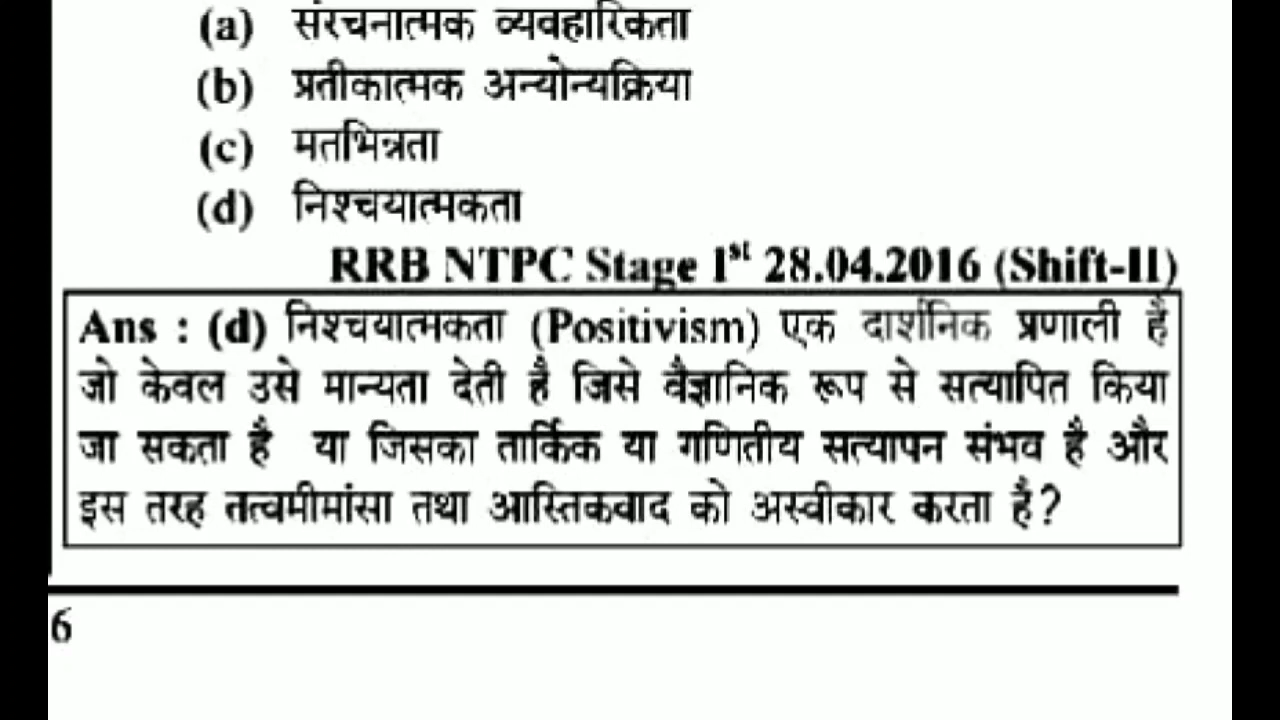 (a) संरचनात्मक व्यवहारिकता
(b) प्रतीकात्मक अन्योन्यक्रिया
(c) मतभिन्नता
(d) निश्चयात्मकता
RRB NTPC Stage Ist 28.04.2016 (Shift-II)
Ans : (d) निश्चयात्मकता (Positivism) एक दार्शनिक प्रणाली है
जो केवल उसे मान्यता देती है जिसे वैज्ञानिक रूप से सत्यापित किया
जा सकता है या जिसका तार्किक या गणितीय सत्यापन संभव है और
इस तरह तत्वमीमांसा तथा आस्तिकवाद को अस्वीकार करता है?
6